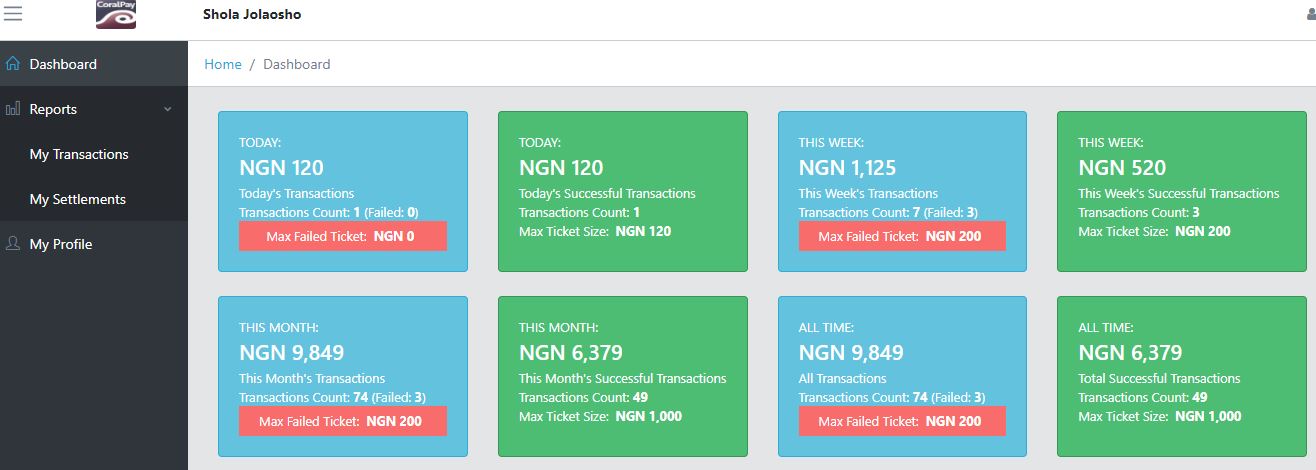 CoralPay
Shola Jolaosho
Dashboard
Reports
My Transactions
My Settlements
My Profile
Home / Dashboard
TODAY:
NGN 120
Today's Transactions
Transactions Count: 1 (Failed: 0)
Max Failed Ticket: NGN 0
TODAY:
NGN 120
Today's Successful Transactions
Transactions Count: 1
Max Ticket Size: NGN 120
THIS WEEK:
NGN 1,125
This Week's Transactions
Transactions Count: 7 (Failed: 3)
Max Failed Ticket: NGN 200
THIS WEEK:
NGN 520
This Week's Successful Transactions
Transactions Count: 3
Max Ticket Size: NGN 200
THIS MONTH:
NGN 9,849
This Month's Transactions
Transactions Count: 74 (Failed: 3)
Max Failed Ticket: NGN 200
THIS MONTH:
NGN 6,379
This Month's Successful Transactions
Transactions Count: 49
Max Ticket Size: NGN 1,000
ALL TIME:
NGN 9,849
All Transactions
Transactions Count: 74 (Failed: 3)
Max Failed Ticket: NGN 200
ALL TIME:
NGN 6,379
Total Successful Transactions
Transactions Count: 49
Max Ticket Size: NGN 1,000